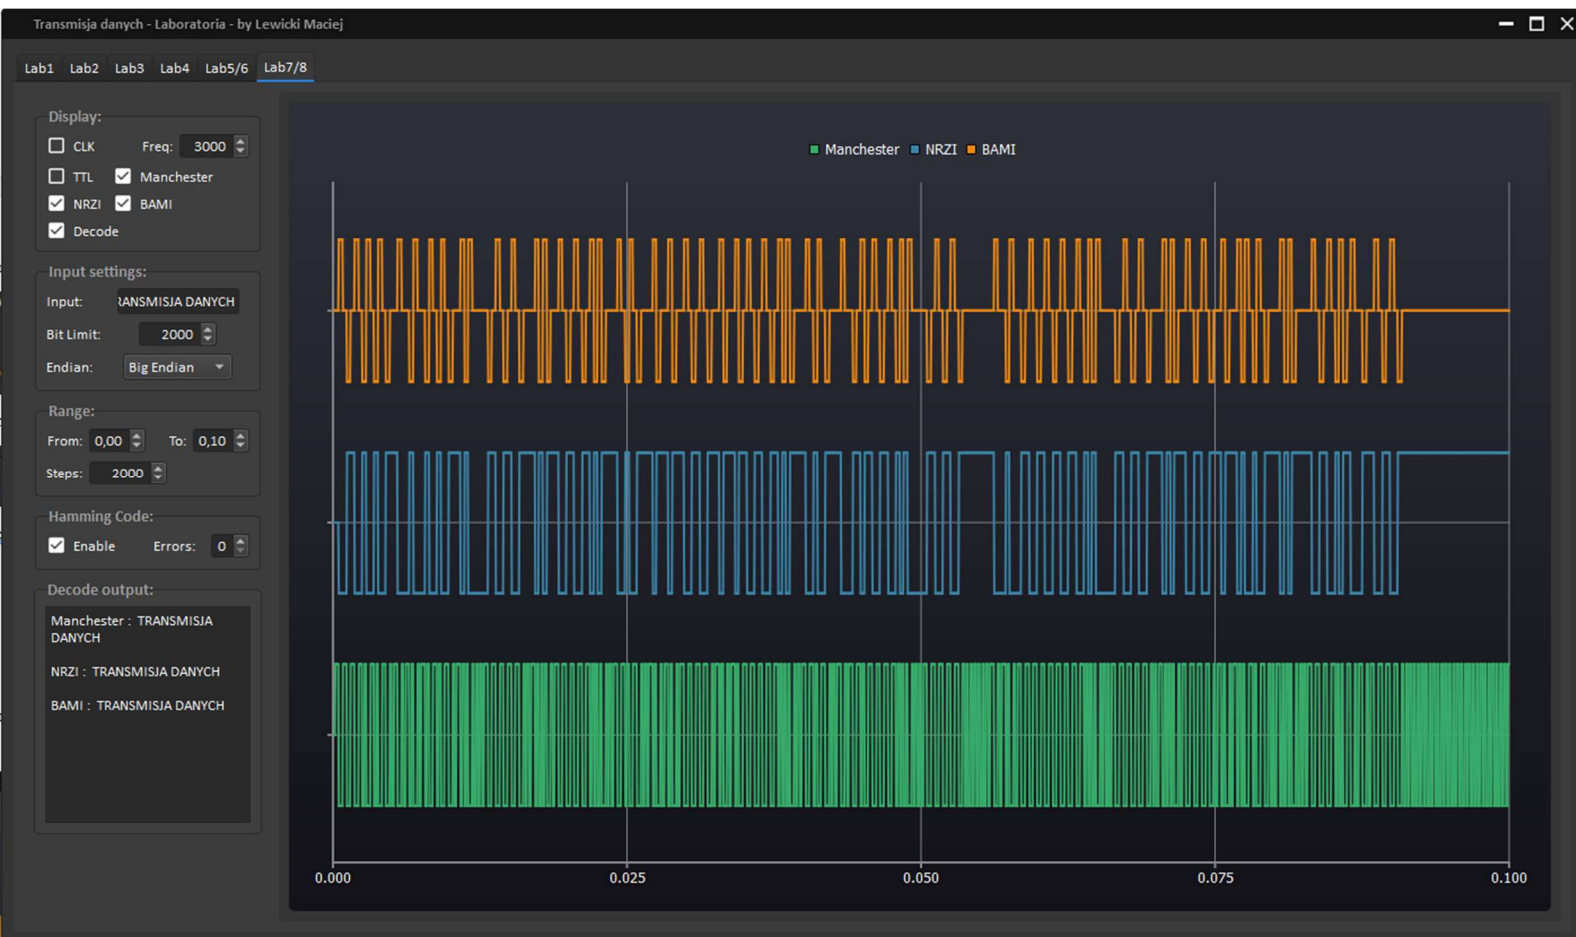 Transmisja danych - Laboratoria - by Lewicki Maciej
Lab1 Lab2 Lab3 Lab4 Lab5/6 Lab7/8
Display:
CLK Freq: 3000
TTL Manchester
NRZI BAMI
Decode
Input settings:
Input: RANSMISJA DANYCH
Bit Limit: 2000
Endian: Big Endian
Range:
From: 0,00 To: 0,10
Steps: 2000
Hamming Code:
Enable Errors: 0
Decode output:
Manchester : TRANSMISJA
DANYCH
NRZI : TRANSMISJA DANYCH
BAMI : TRANSMISJA DANYCH
Manchester NRZI BAMI
0.000 0.025 0.050 0.075 0.100